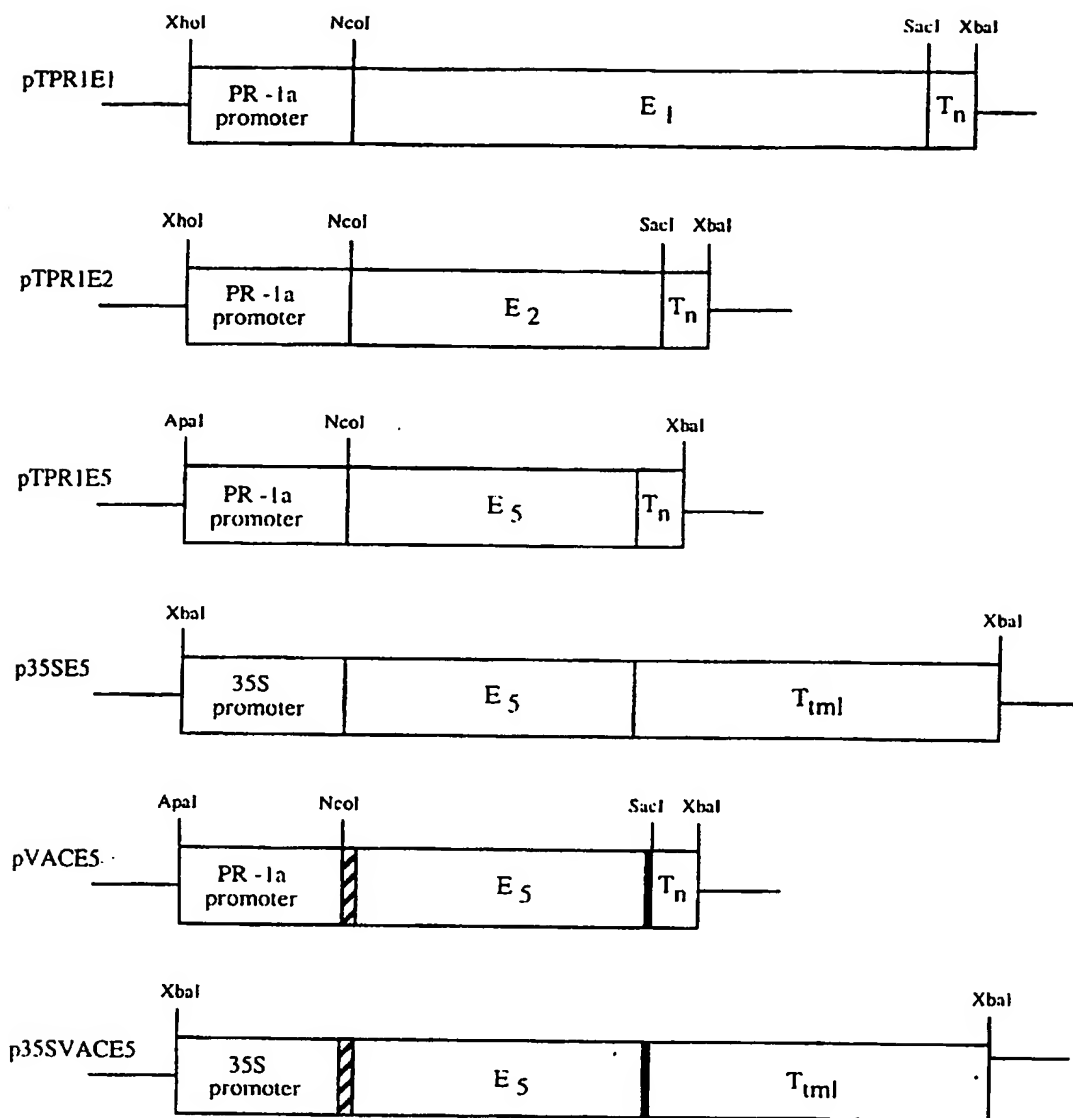 XhoI NcoI SacI XbaI
pTPR1E1
PR -1a
promoter
E1
Tn
XhoI NcoI SacI XbaI
pTPR1E2
PR -1a
promoter
E2
Tn
ApaI NcoI XbaI
pTPR1E5
PR -1a
promoter
E5
Tn
XbaI XbaI
p35SE5
35S
promoter
E5
Ttml
ApaI NcoI SacI XbaI
pVACE5
PR -1a
promoter
E5
Tn
XbaI XbaI
p35SVACE5
35S
promoter
E5
Ttml